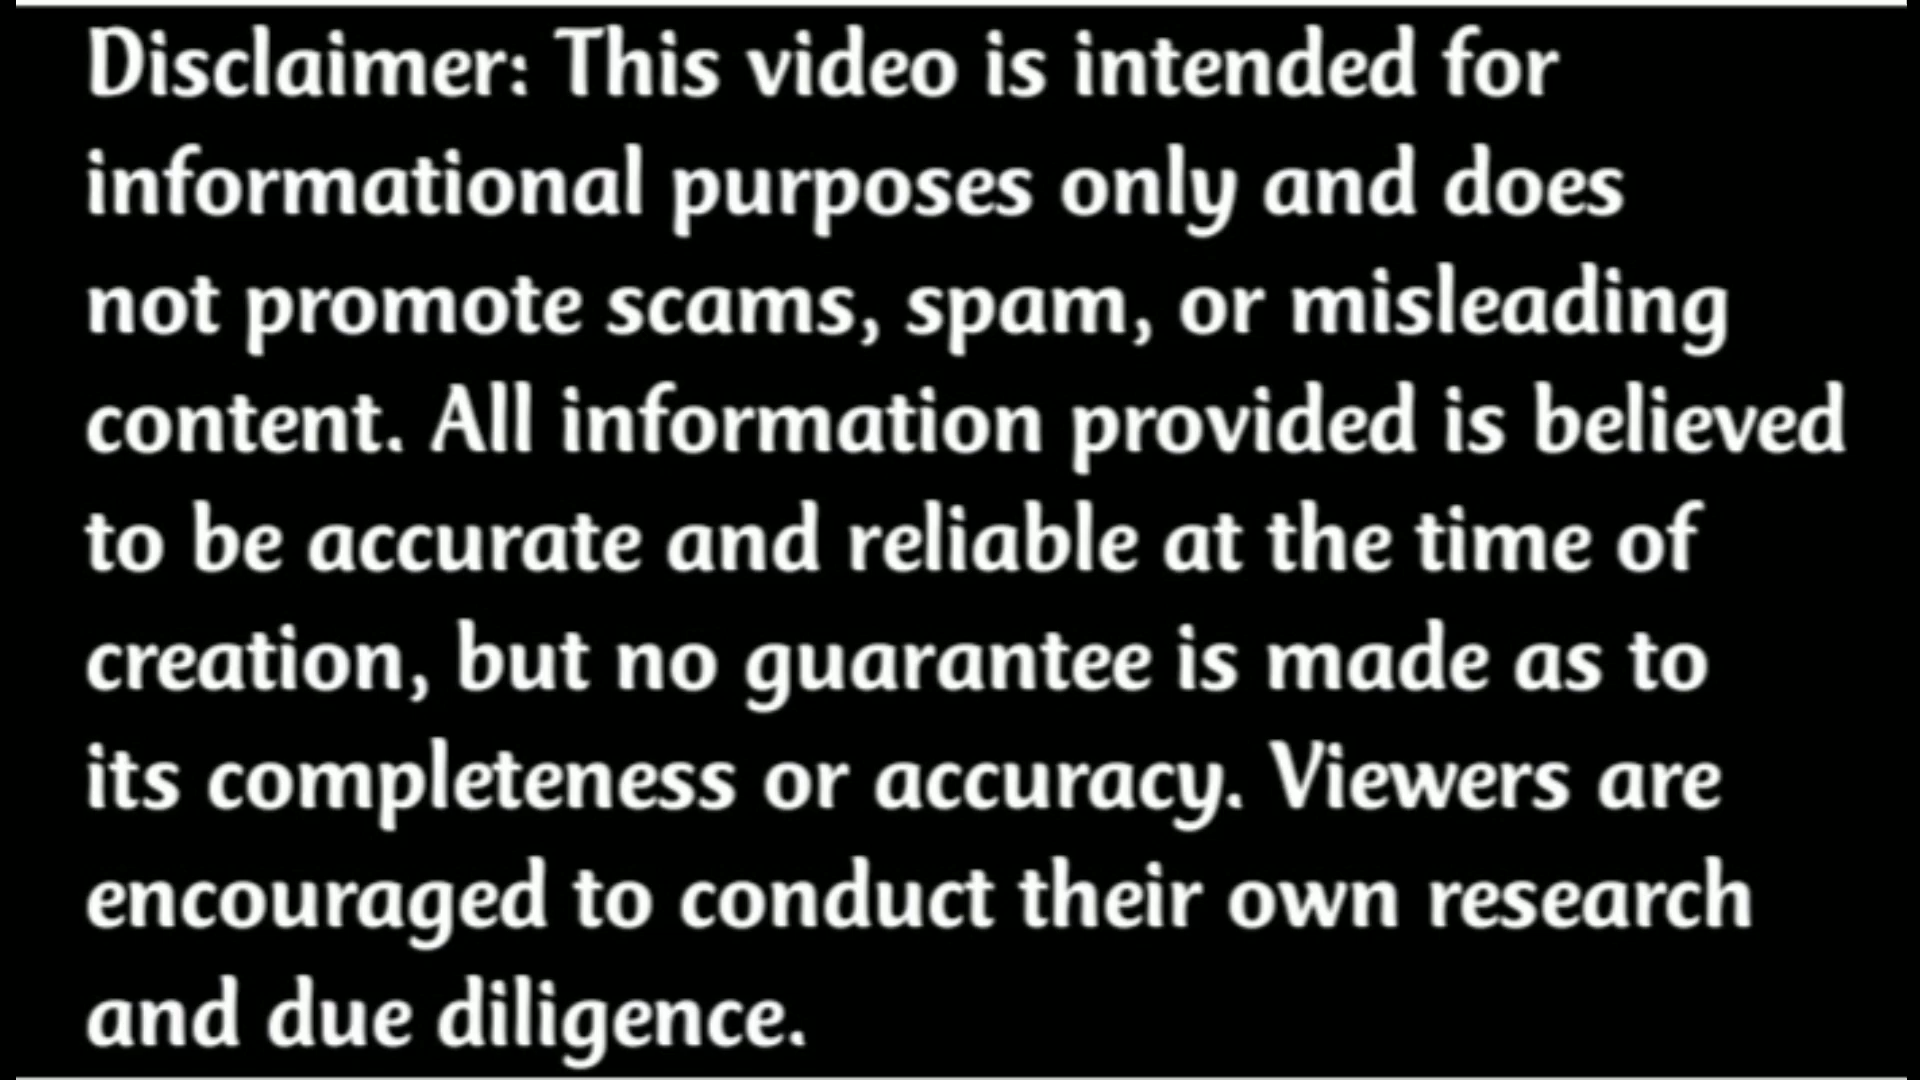 Disclaimer: This video is intended for
informational purposes only and does
not promote scams, spam, or misleading
content. All information provided is believed
to be accurate and reliable at the time of
creation, but no guarantee is made as to
its completeness or accuracy. Viewers are
encouraged to conduct their own research
and due diligence.